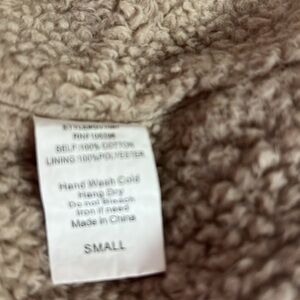 SELF:100% COTTON
LINING:100%POLYESTER
Hand Wash Cold
Hang Dry
Do not Bleach
Iron if need
Made in China
SMALL